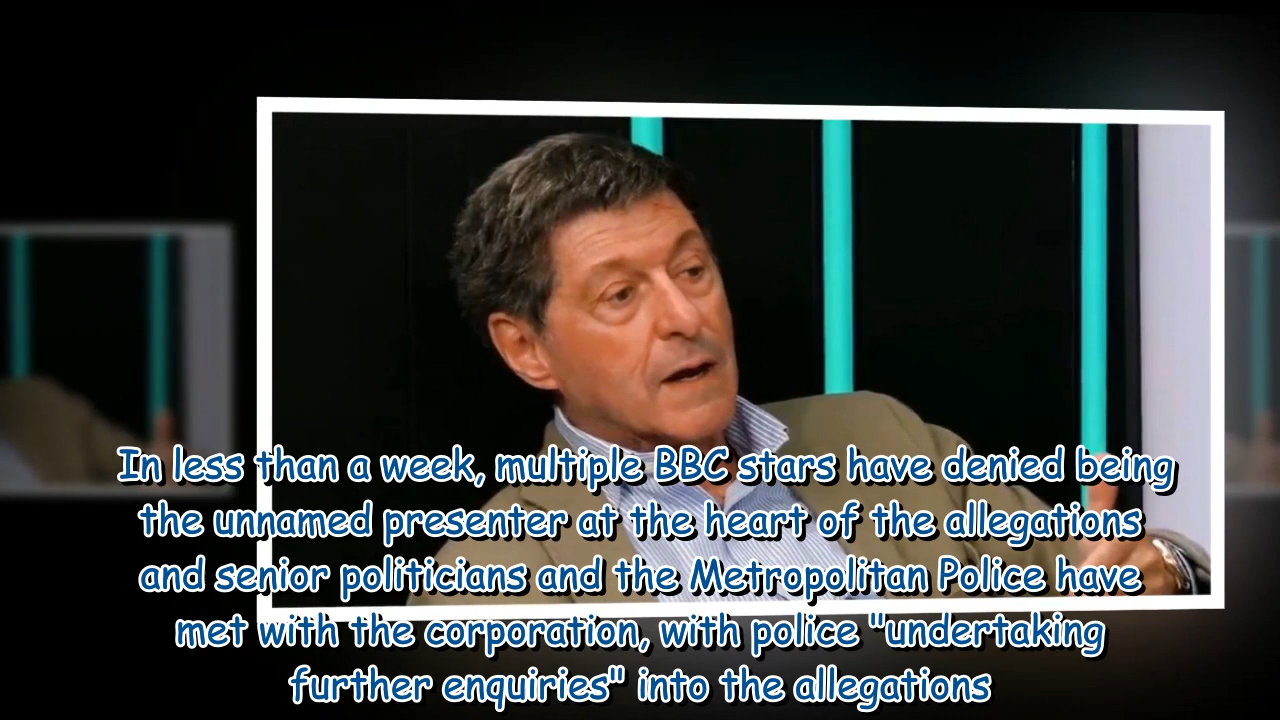 In less than a week, multiple BBC stars have denied being
the unnamed presenter at the heart of the allegations
and senior politicians and the Metropolitan Police have
met with the corporation, with police "undertaking
further enquiries" into the allegations